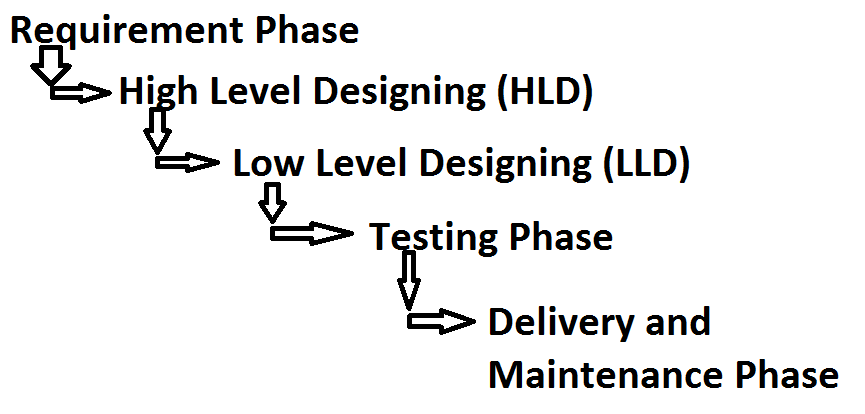 Requirement Phase
High Level Designing (HLD)
Low Level Designing (LLD)
Testing Phase
Delivery and
Maintenance Phase